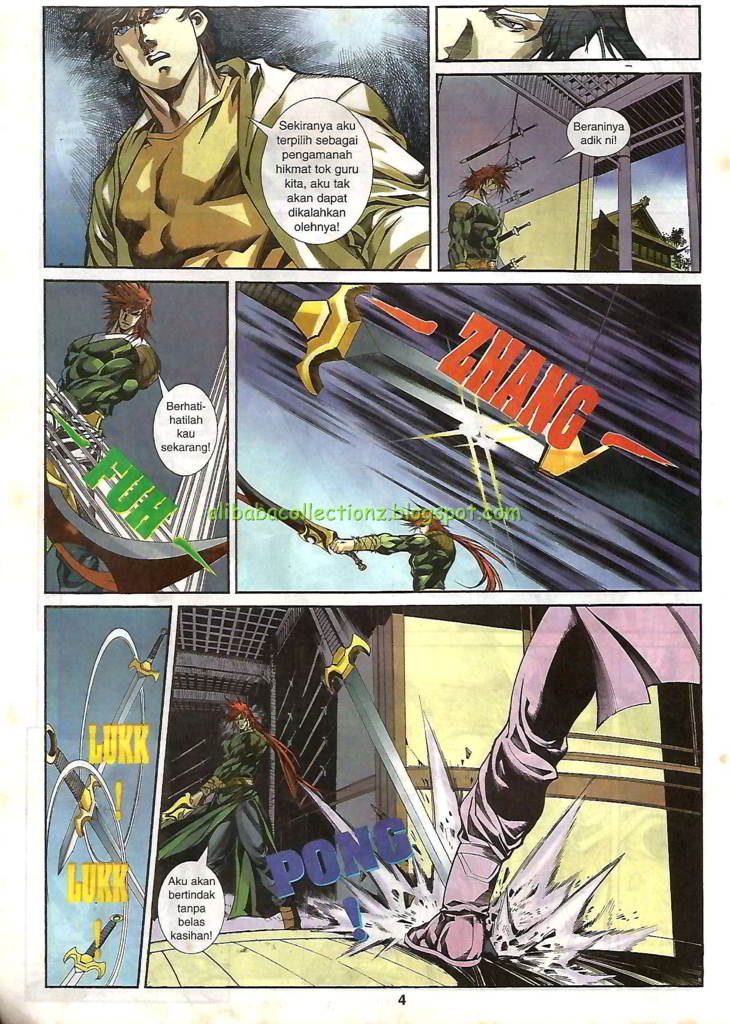 Sekiranya aku
terpilih sebagai
pengamanah
hikmat tok guru
kita, aku tak
akan dapat
dikalahkan
olehnya!
Beraninya
adik ni!
Berhati-
hatilah
kau
sekarang!
FUH
ZHANG
alibabacollectionz.blogspot.com
LUKK
!
LUKK
!
Aku akan
bertindak
tanpa
belas
kasihan!
PONG
!
4